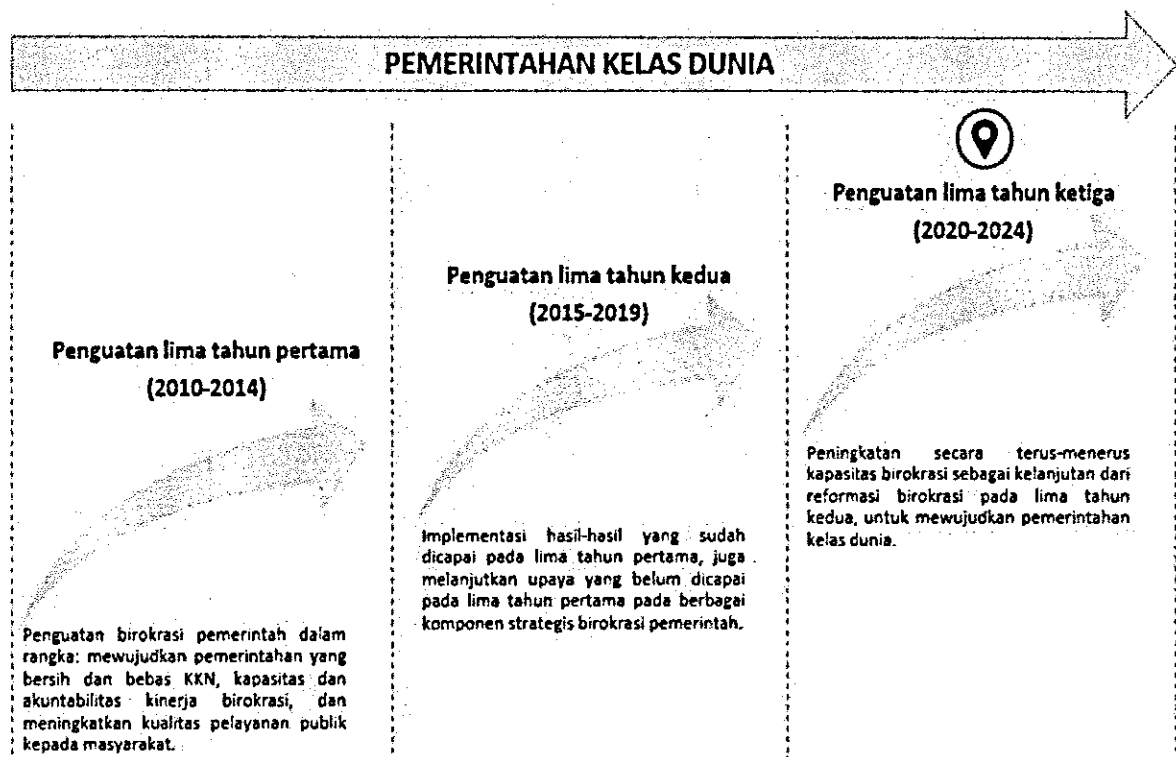 PEMERINTAHAN KELAS DUNIA
Penguatan lima tahun pertama
(2010-2014)
Penguatan birokrasi pemerintah dalam
rangka: mewujudkan pemerintahan yang
bersih dan bebas KKN, kapasitas dan
akuntabilitas kinerja birokrasi, dan
meningkatkan kualitas pelayanan publik
kepada masyarakat.
Penguatan lima tahun kedua
(2015-2019)
Implementasi hasil-hasil yang sudah
dicapai pada lima tahun pertama, juga
melanjutkan upaya yang belum dicapai
pada lima tahun pertama pada berbagai
komponen strategis birokrasi pemerintah.
Penguatan lima tahun ketiga
(2020-2024)
Peningkatan secara terus-menerus
kapasitas birokrasi sebagai kelanjutan dari
reformasi birokrasi pada lima tahun
kedua, untuk mewujudkan pemerintahan
kelas dunia.